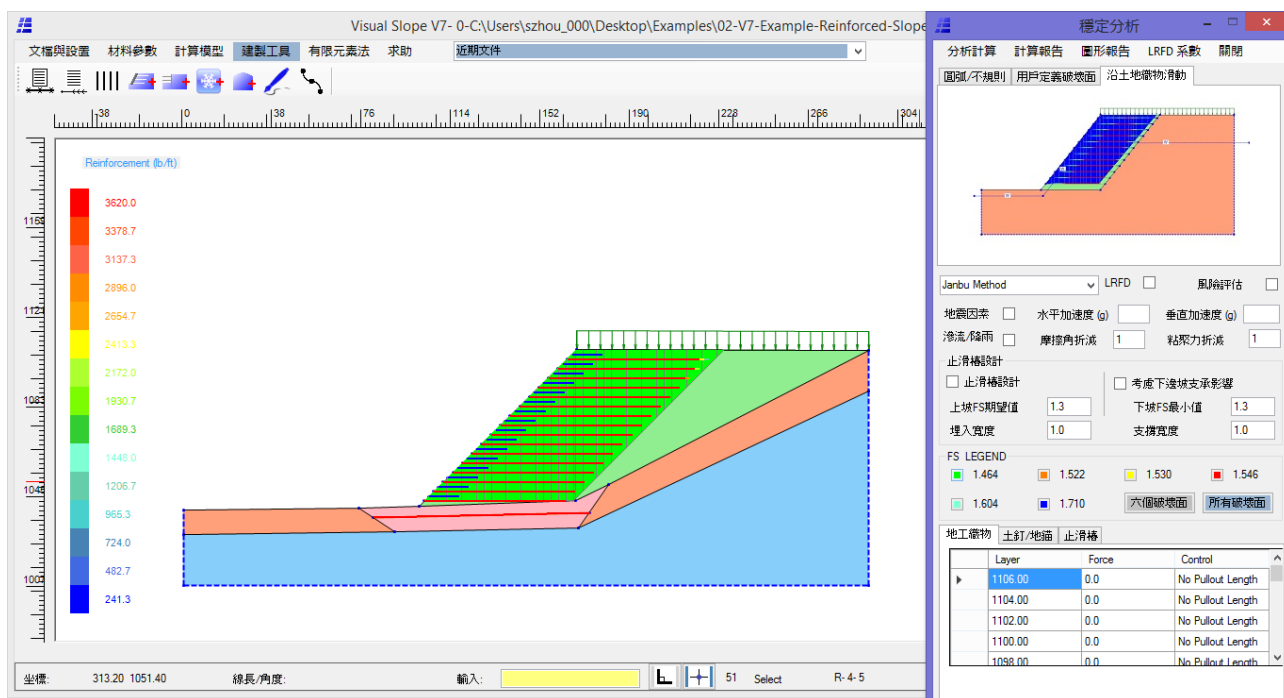 Visual Slope V7- 0-C:\Users\szhou_000\Desktop\Examples\02-V7-Example-Reinforced-Slope
文檔與設置 材料參數 計算模型 建製工具 有限元素法 求助 近期文件
-38 0 38 76 114 152 190 228 266 304
Reinforcement (lb/ft)
3620.0
3378.7
3137.3
2896.0
2654.7
2413.3
2172.0
1930.7
1689.3
1448.0
1206.7
965.3
724.0
482.7
241.3
1083
1045
坐標: 313.20 1051.40 線長/角度: 輸入: 51 Select R- 4- 5
穩定分析
分析計算 計算報告 圖形報告 LRFD 系數 關閉
圓弧/不規則 用戶定義破壞面 沿土地織物滑動
Janbu Method LRFD 風險評估
地震因素 水平加速度 (g) 垂直加速度 (g)
滲流/降雨 摩擦角折減 1 粘聚力折減 1
止滑樁設計
止滑樁設計 考慮下邊坡支承影響
上坡FS期望值 1.3 下坡FS最小值 1.3
埋入寬度 1.0 支撐寬度 1.0
FS LEGEND
1.464 1.522 1.530 1.546
1.604 1.710 六個破壞面 所有破壞面
地工織物 土釘/地錨 止滑樁
Layer Force Control
1106.00 0.0 No Pullout Length
1104.00 0.0 No Pullout Length
1102.00 0.0 No Pullout Length
1100.00 0.0 No Pullout Length
1098.00 0.0 No Pullout Length